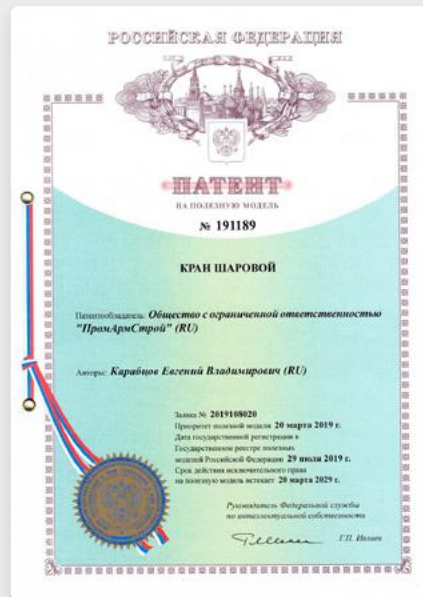 РОССИЙСКАЯ ФЕДЕРАЦИЯ
ПАТЕНТ
НА ПОЛЕЗНУЮ МОДЕЛЬ
№ 191189
КРАН ШАРОВОЙ
Патентообладатель: Общество с ограниченной ответственностью
"ПромАрмСтрой" (RU)
Авторы: Карабцов Евгений Владимирович (RU)
Заявка № 2019108020
Приоритет полезной модели 20 марта 2019 г.
Дата государственной регистрации в
Государственном реестре полезных
моделей Российской Федерации 29 июля 2019 г.
Срок действия исключительного права
на полезную модель истекает 20 марта 2029 г.
Руководитель Федеральной службы
по интеллектуальной собственности
Г.П. Ивлиев